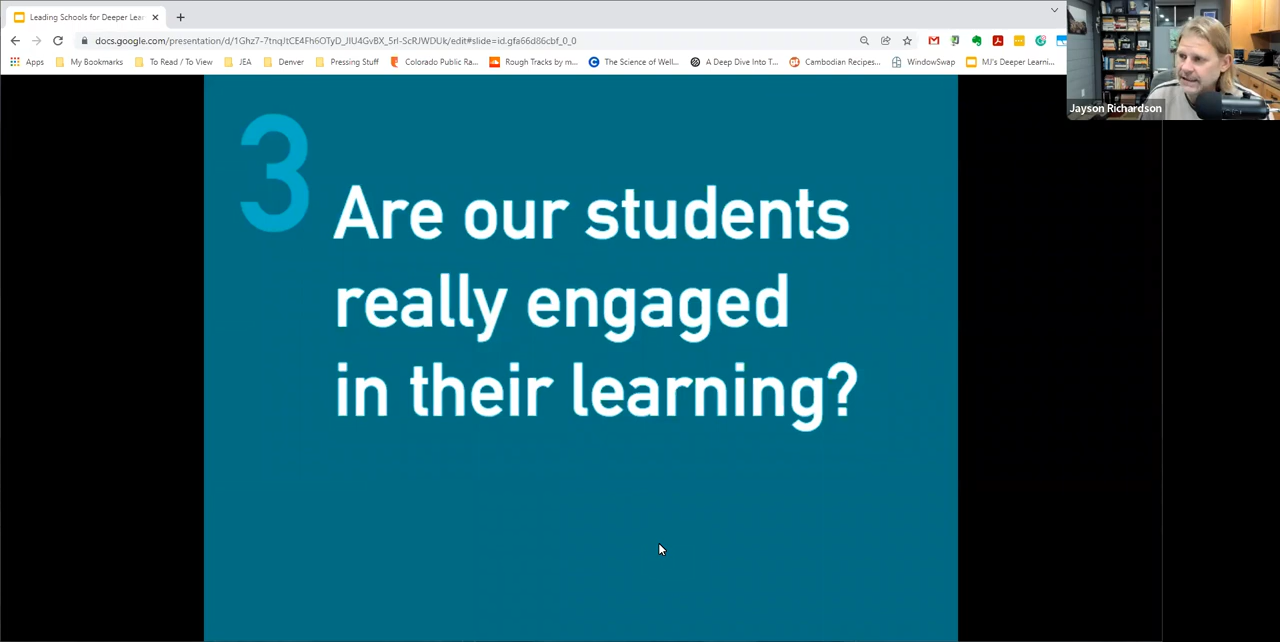 Leading Schools for Deeper Lear
docs.google.com/presentation/d/1Ghz7-7tnqJtCE4Fh6OTyD_JIU4GvBX_5rI-ScRJWDUk/edit#slide=id.gfa66d86cbf_0_0
Apps My Bookmarks To Read / To View JEA Denver Pressing Stuff Colorado Public Ra... Rough Tracks by m... The Science of Well... A Deep Dive Into T... Cambodian Recipes... WindowSwap MJ's Deeper Learni...
Jayson Richardson
3
Are our students
really engaged
in their learning?